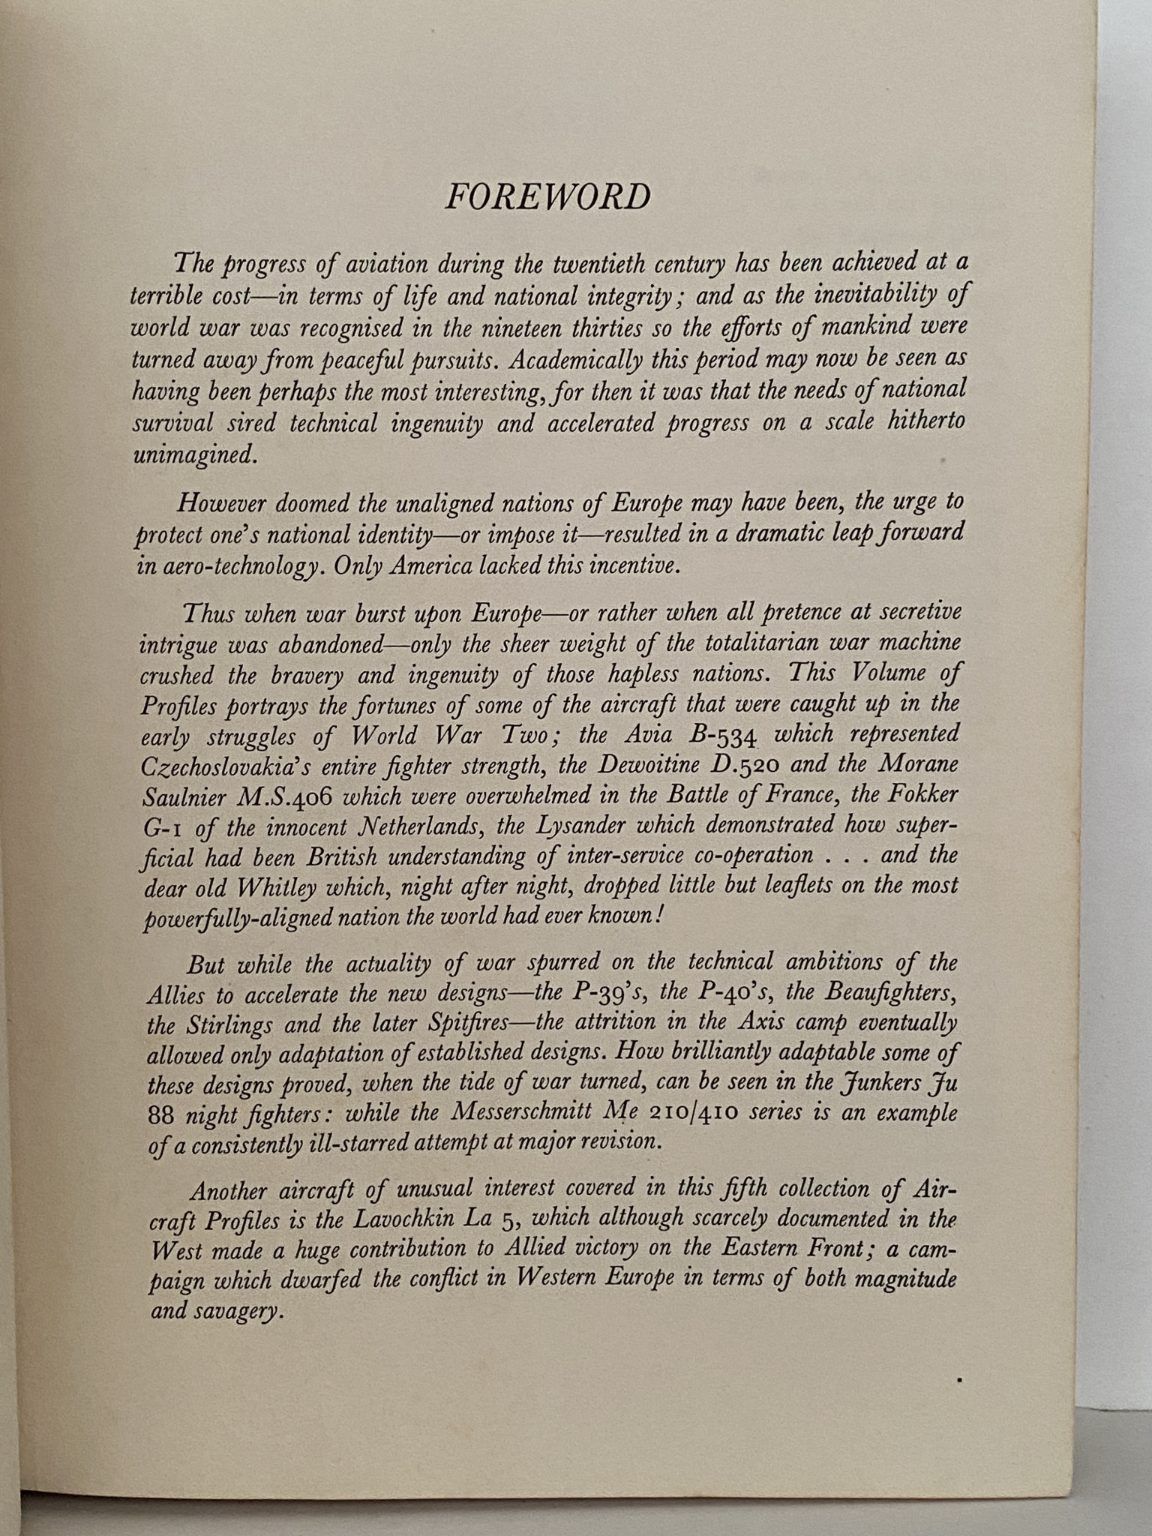 FOREWORD
The progress of aviation during the twentieth century has been achieved at a
terrible cost—in terms of life and national integrity; and as the inevitability of
world war was recognised in the nineteen thirties so the efforts of mankind were
turned away from peaceful pursuits. Academically this period may now be seen as
having been perhaps the most interesting, for then it was that the needs of national
survival sired technical ingenuity and accelerated progress on a scale hitherto
unimagined.
However doomed the unaligned nations of Europe may have been, the urge to
protect one's national identity—or impose it—resulted in a dramatic leap forward
in aero-technology. Only America lacked this incentive.
Thus when war burst upon Europe—or rather when all pretence at secretive
intrigue was abandoned—only the sheer weight of the totalitarian war machine
crushed the bravery and ingenuity of those hapless nations. This Volume of
Profiles portrays the fortunes of some of the aircraft that were caught up in the
early struggles of World War Two; the Avia B-534 which represented
Czechoslovakia's entire fighter strength, the Dewoitine D.520 and the Morane
Saulnier M.S.406 which were overwhelmed in the Battle of France, the Fokker
G-1 of the innocent Netherlands, the Lysander which demonstrated how super-
ficial had been British understanding of inter-service co-operation . . . and the
dear old Whitley which, night after night, dropped little but leaflets on the most
powerfully-aligned nation the world had ever known!
But while the actuality of war spurred on the technical ambitions of the
Allies to accelerate the new designs—the P-39's, the P-40's, the Beaufighters,
the Stirlings and the later Spitfires—the attrition in the Axis camp eventually
allowed only adaptation of established designs. How brilliantly adaptable some of
these designs proved, when the tide of war turned, can be seen in the Junkers Ju
88 night fighters: while the Messerschmitt Me 210/410 series is an example
of a consistently ill-starred attempt at major revision.
Another aircraft of unusual interest covered in this fifth collection of Air-
craft Profiles is the Lavochkin La 5, which although scarcely documented in the
West made a huge contribution to Allied victory on the Eastern Front; a cam-
paign which dwarfed the conflict in Western Europe in terms of both magnitude
and savagery.